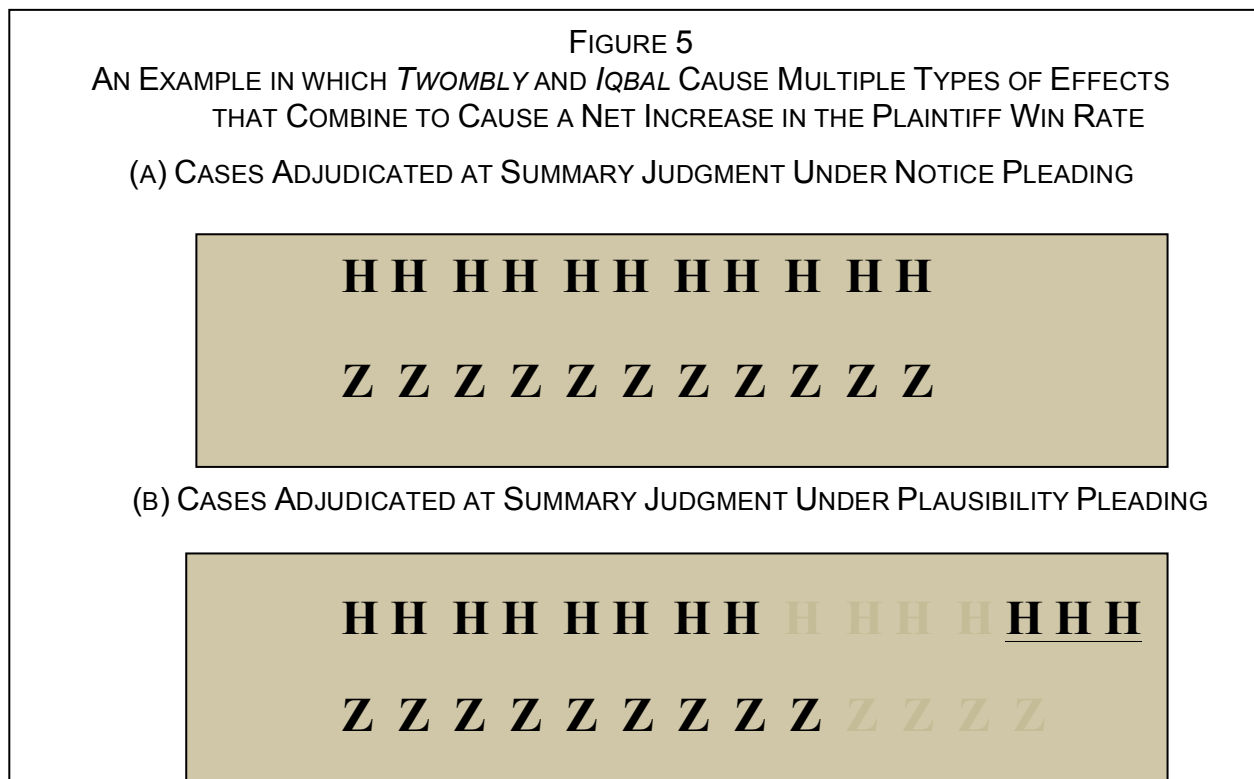 FIGURE 5
AN EXAMPLE IN WHICH TWOMBLY AND IQBAL CAUSE MULTIPLE TYPES OF EFFECTS
THAT COMBINE TO CAUSE A NET INCREASE IN THE PLAINTIFF WIN RATE
(A) CASES ADJUDICATED AT SUMMARY JUDGMENT UNDER NOTICE PLEADING
H H H H H H H H H H H
Z Z Z Z Z Z Z Z Z Z Z
(B) CASES ADJUDICATED AT SUMMARY JUDGMENT UNDER PLAUSIBILITY PLEADING
H H H H H H H H H H H H H H H
Z Z Z Z Z Z Z Z Z Z Z Z Z